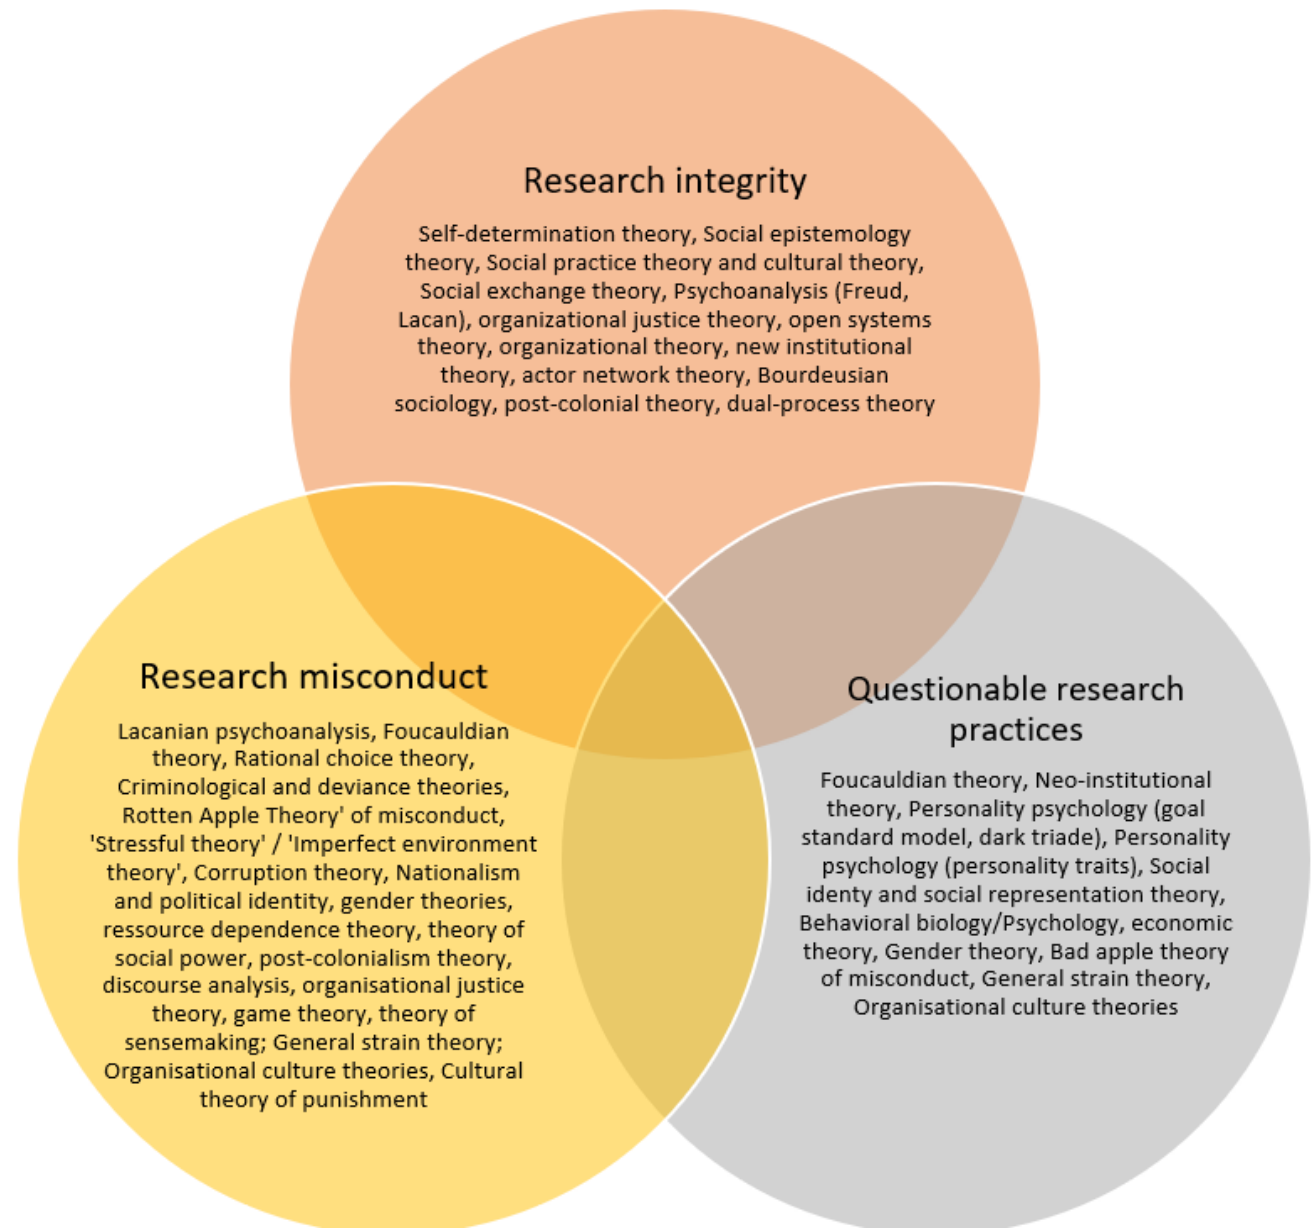 Research integrity
Self-determination theory, Social epistemology
theory, Social practice theory and cultural theory,
Social exchange theory, Psychoanalysis (Freud,
Lacan), organizational justice theory, open systems
theory, organizational theory, new institutional
theory, actor network theory, Bourdeusian
sociology, post-colonial theory, dual-process theory
Research misconduct
Lacanian psychoanalysis, Foucauldian
theory, Rational choice theory,
Criminological and deviance theories,
Rotten Apple Theory' of misconduct,
'Stressful theory' / 'Imperfect environment
theory', Corruption theory, Nationalism
and political identity, gender theories,
ressource dependence theory, theory of
social power, post-colonialism theory,
discourse analysis, organisational justice
theory, game theory, theory of
sensemaking; General strain theory;
Organisational culture theories, Cultural
theory of punishment
Questionable research
practices
Foucauldian theory, Neo-institutional
theory, Personality psychology (goal
standard model, dark triade), Personality
psychology (personality traits), Social
identy and social representation theory,
Behavioral biology/Psychology, economic
theory, Gender theory, Bad apple theory
of misconduct, General strain theory,
Organisational culture theories